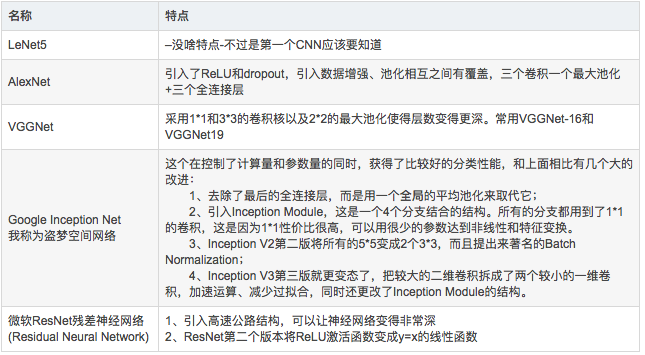 名称
特点
LeNet5
–没啥特点-不过是第一个CNN应该要知道
AlexNet
引入了ReLU和dropout，引入数据增强、池化相互之间有覆盖，三个卷积一个最大池化
+三个全连接层
VGGNet
采用1*1和3*3的卷积核以及2*2的最大池化使得层数变得更深。常用VGGNet-16和
VGGNet19
Google Inception Net
我称为盗梦空间网络
这个在控制了计算量和参数量的同时，获得了比较好的分类性能，和上面相比有几个大的
改进：
1、去除了最后的全连接层，而是用一个全局的平均池化来取代它；
2、引入Inception Module，这是一个4个分支结合的结构。所有的分支都用到了1*1
的卷积，这是因为1*1性价比很高，可以用很少的参数达到非线性和特征变换。
3、Inception V2第二版将所有的5*5变成2个3*3，而且提出来著名的Batch
Normalization；
4、Inception V3第三版就更变态了，把较大的二维卷积拆成了两个较小的一维卷
积，加速运算、减少过拟合，同时还更改了Inception Module的结构。
微软ResNet残差神经网络
(Residual Neural Network)
1、引入高速公路结构，可以让神经网络变得非常深
2、ResNet第二个版本将ReLU激活函数变成y=x的线性函数